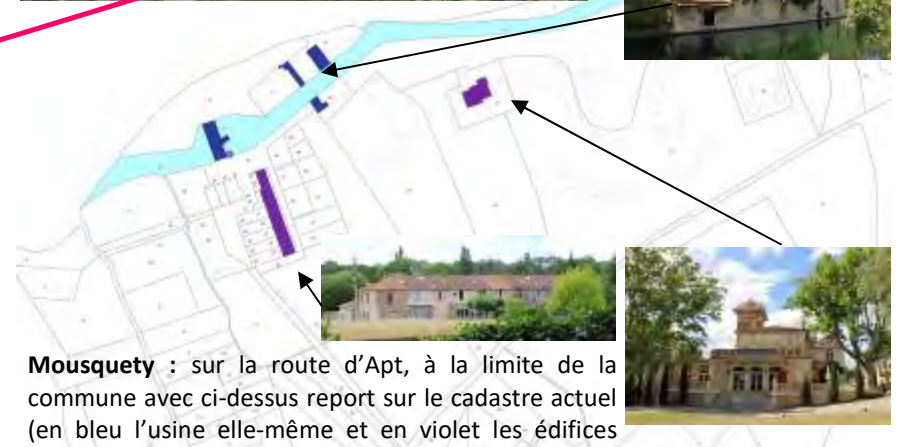 Mousquety : sur la route d’Apt, à la limite de la
commune avec ci-dessus report sur le cadastre actuel
(en bleu l’usine elle-même et en violet les édifices